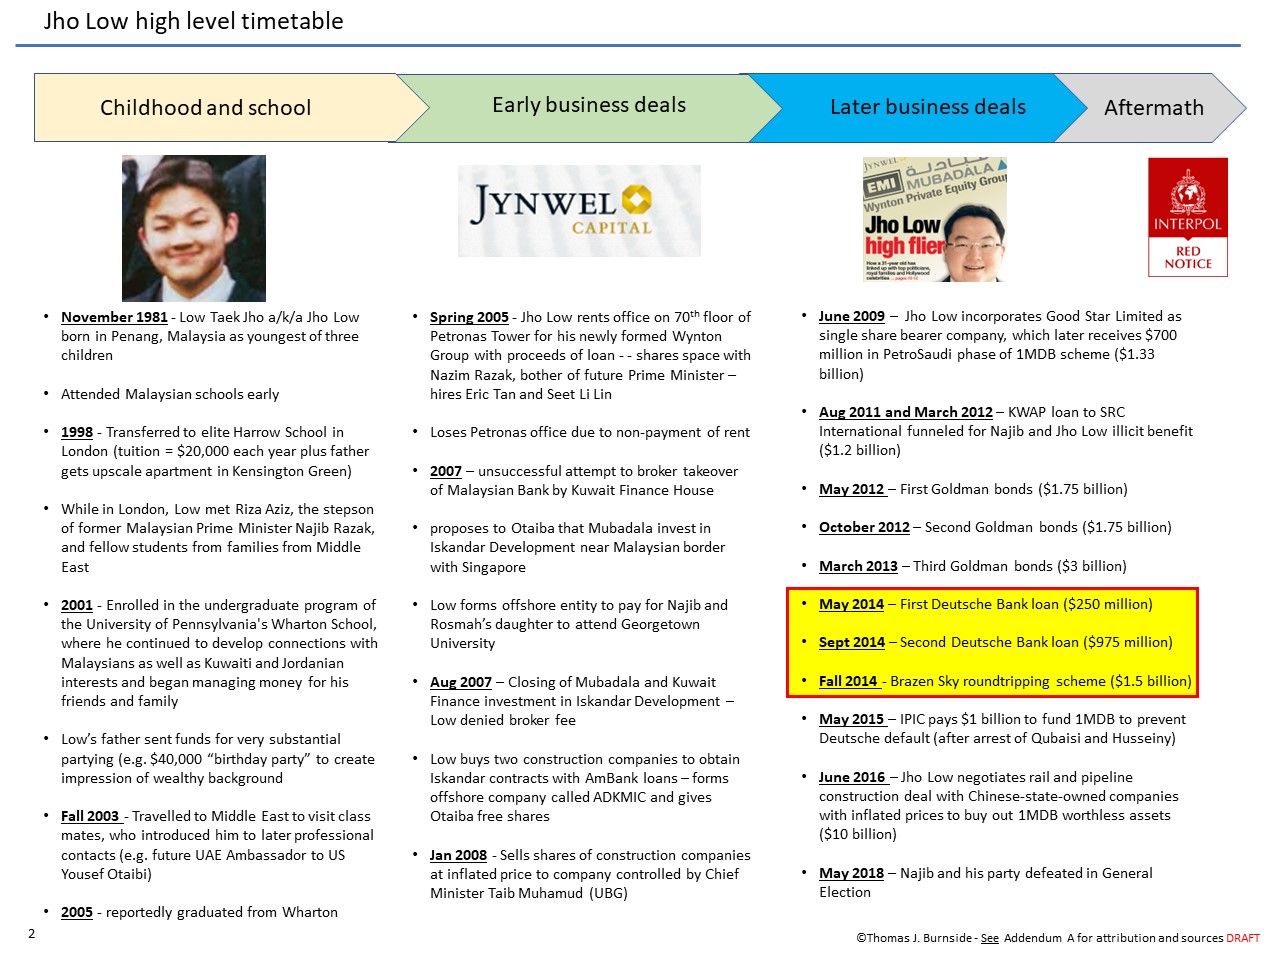 Jho Low high level timetable
Childhood and school
Early business deals
Later business deals
Aftermath
JYNWEL
CAPITAL
JYNWEL
EMI
MUBADALA
Wynton Private Equity Group
Jho Low
high flier
How a 31-year old has
linked up with top politicians,
royal families and Hollywood
celebrities
INTERPOL
RED
NOTICE
• November 1981 - Low Taek Jho a/k/a Jho Low
born in Penang, Malaysia as youngest of three
children
• Attended Malaysian schools early
• 1998 - Transferred to elite Harrow School in
London (tuition = $20,000 each year plus father
gets upscale apartment in Kensington Green)
• While in London, Low met Riza Aziz, the stepson
of former Malaysian Prime Minister Najib Razak,
and fellow students from families from Middle
East
• 2001 - Enrolled in the undergraduate program of
the University of Pennsylvania's Wharton School,
where he continued to develop connections with
Malaysians as well as Kuwaiti and Jordanian
interests and began managing money for his
friends and family
• Low's father sent funds for very substantial
partying (e.g. $40,000 “birthday party” to create
impression of wealthy background
• Fall 2003 - Travelled to Middle East to visit class
mates, who introduced him to later professional
contacts (e.g. future UAE Ambassador to US
Yousef Otaibi)
• 2005 - reportedly graduated from Wharton
• Spring 2005 - Jho Low rents office on 70th floor of
Petronas Tower for his newly formed Wynton
Group with proceeds of loan - - shares space with
Nazim Razak, bother of future Prime Minister –
hires Eric Tan and Seet Li Lin
• Loses Petronas office due to non-payment of rent
• 2007 – unsuccessful attempt to broker takeover
of Malaysian Bank by Kuwait Finance House
• proposes to Otaiba that Mubadala invest in
Iskandar Development near Malaysian border
with Singapore
• Low forms offshore entity to pay for Najib and
Rosmah's daughter to attend Georgetown
University
• Aug 2007 – Closing of Mubadala and Kuwait
Finance investment in Iskandar Development –
Low denied broker fee
• Low buys two construction companies to obtain
Iskandar contracts with AmBank loans – forms
offshore company called ADKMIC and gives
Otaiba free shares
• Jan 2008 - Sells shares of construction companies
at inflated price to company controlled by Chief
Minister Taib Muhamud (UBG)
• June 2009 – Jho Low incorporates Good Star Limited as
single share bearer company, which later receives $700
million in PetroSaudi phase of 1MDB scheme ($1.33
billion)
• Aug 2011 and March 2012 – KWAP loan to SRC
International funneled for Najib and Jho Low illicit benefit
($1.2 billion)
• May 2012 – First Goldman bonds ($1.75 billion)
• October 2012 – Second Goldman bonds ($1.75 billion)
• March 2013 – Third Goldman bonds ($3 billion)
• May 2014 – First Deutsche Bank loan ($250 million)
• Sept 2014 – Second Deutsche Bank loan ($975 million)
• Fall 2014 - Brazen Sky roundtripping scheme ($1.5 billion)
• May 2015 – IPIC pays $1 billion to fund 1MDB to prevent
Deutsche default (after arrest of Qubaisi and Husseiny)
• June 2016 – Jho Low negotiates rail and pipeline
construction deal with Chinese-state-owned companies
with inflated prices to buy out 1MDB worthless assets
($10 billion)
• May 2018 – Najib and his party defeated in General
Election
2
©Thomas J. Burnside - See Addendum A for attribution and sources DRAFT